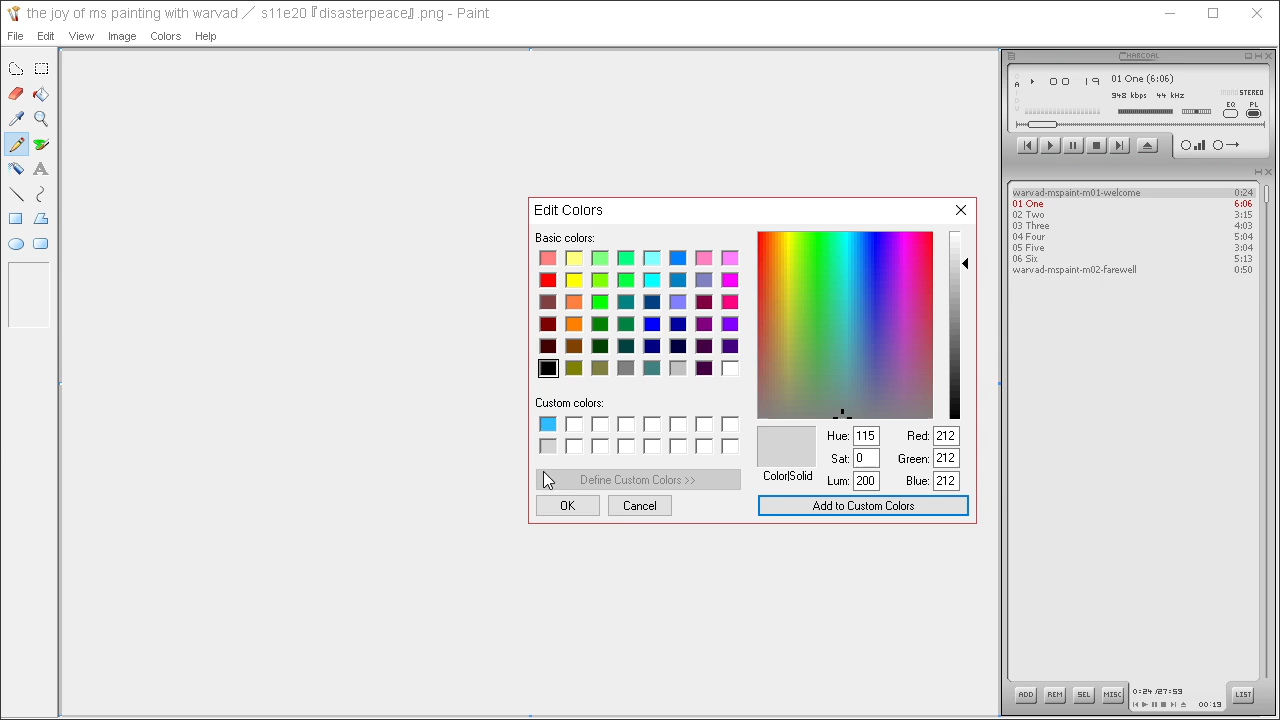 the joy of ms painting with warvad ／ s11e20『disasterpeace』.png - Paint
File Edit View Image Colors Help
Edit Colors
Basic colors:
Custom colors:
Define Custom Colors >>
OK Cancel
Color|Solid
Hue: 115 Red: 212
Sat: 0 Green: 212
Lum: 200 Blue: 212
Add to Custom Colors
CHARCOAL
00 19
01 One (6:06)
948 kbps 44 kHz
MONO STEREO
EQ PL
warvad-mspaint-m01-welcome 0:24
01 One 6:06
02 Two 3:15
03 Three 4:03
04 Four 5:04
05 Five 3:04
06 Six 5:13
warvad-mspaint-m02-farewell 0:50
ADD REM SEL MISC 0:24/27:59 LIST
00:19